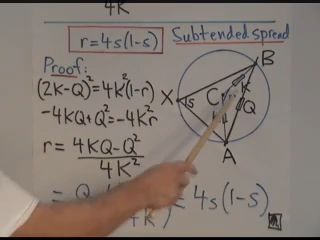 4K
r=4s(1-s)
Subtended spread
Proof:
(2K-Q)²=4K²(1-r)
-4KQ+Q²=-4K²r
r=4KQ-Q²
4K²
= Q
=4s(1-s)
B
X
s
C
K
Q
A